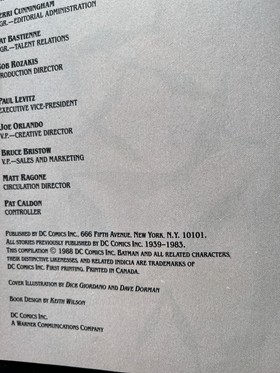 ERRI CUNNINGHAM
GR.—EDITORIAL ADMINISTRATION
AT BASTIENNE
GR.—TALENT RELATIONS
OB ROZAKIS
RODUCTION DIRECTOR
PAUL LEVITZ
EXECUTIVE VICE-PRESIDENT
JOE ORLANDO
V.P.—CREATIVE DIRECTOR
BRUCE BRISTOW
V.P.—SALES AND MARKETING
MATT RAGONE
CIRCULATION DIRECTOR
PAT CALDON
CONTROLLER
PUBLISHED BY DC COMICS INC., 666 FIFTH AVENUE, NEW YORK, N.Y. 10101.
ALL STORIES PREVIOUSLY PUBLISHED BY DC COMICS INC. 1939-1983.
THIS COMPILATION © 1988 DC COMICS INC. BATMAN AND ALL RELATED CHARACTERS,
THEIR DISTINCTIVE LIKENESSES, AND RELATED INDICIA ARE TRADEMARKS OF
DC COMICS INC. FIRST PRINTING. PRINTED IN CANADA.
COVER ILLUSTRATION BY DICK GIORDANO AND DAVE DORMAN
BOOK DESIGN BY KEITH WILSON
DC COMICS INC.
A WARNER COMMUNICATIONS COMPANY